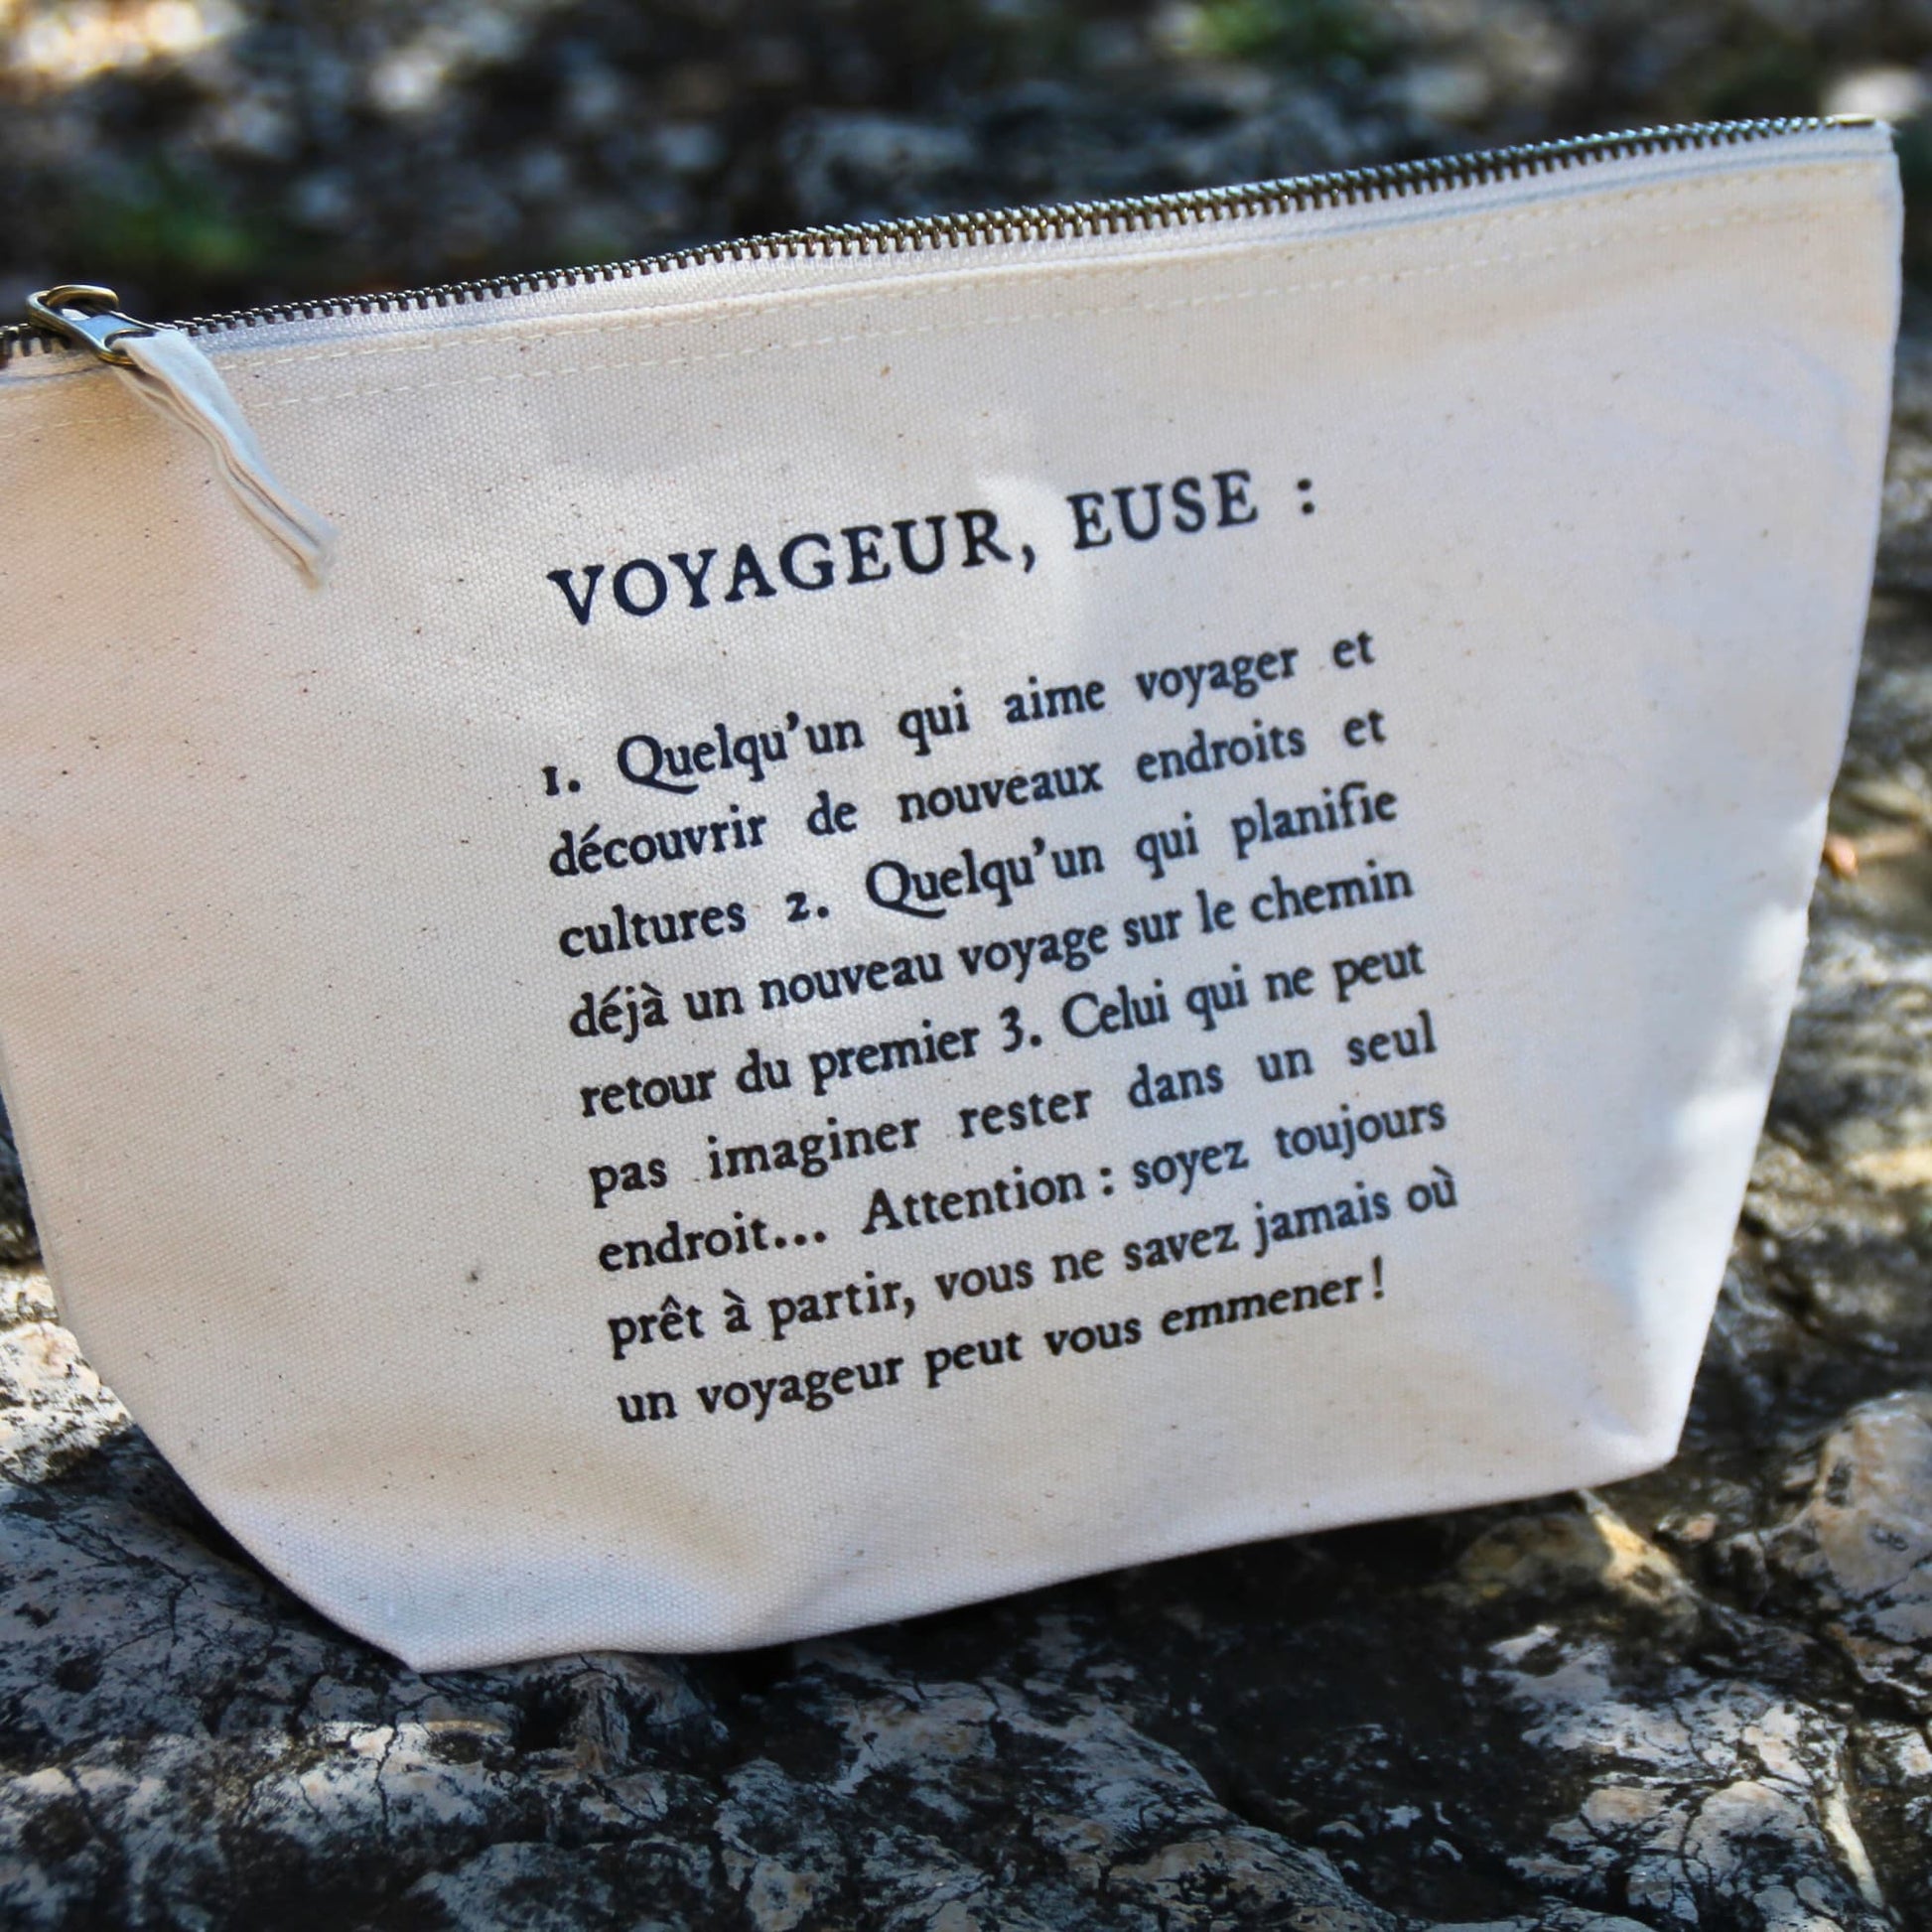 VOYAGEUR, EUSE :
1. Quelqu'un qui aime voyager et
découvrir de nouveaux endroits et
cultures 2. Quelqu'un qui planifie
déjà un nouveau voyage sur le chemin
retour du premier 3. Celui qui ne peut
pas imaginer rester dans un seul
endroit... Attention : soyez toujours
prêt à partir, vous ne savez jamais où
un voyageur peut vous emmener !